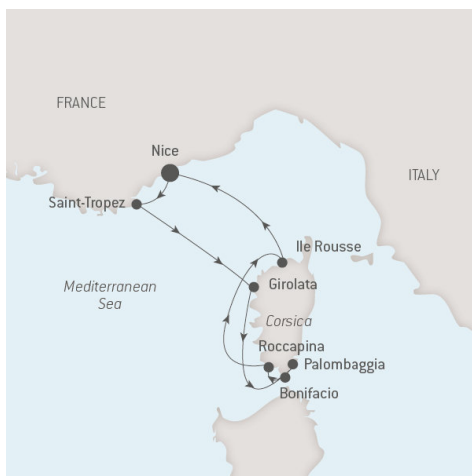 FRANCE
Nice
ITALY
Saint-Tropez
Ile Rousse
Mediterranean
Sea
Girolata
Corsica
Roccapina
Palombaggia
Bonifacio